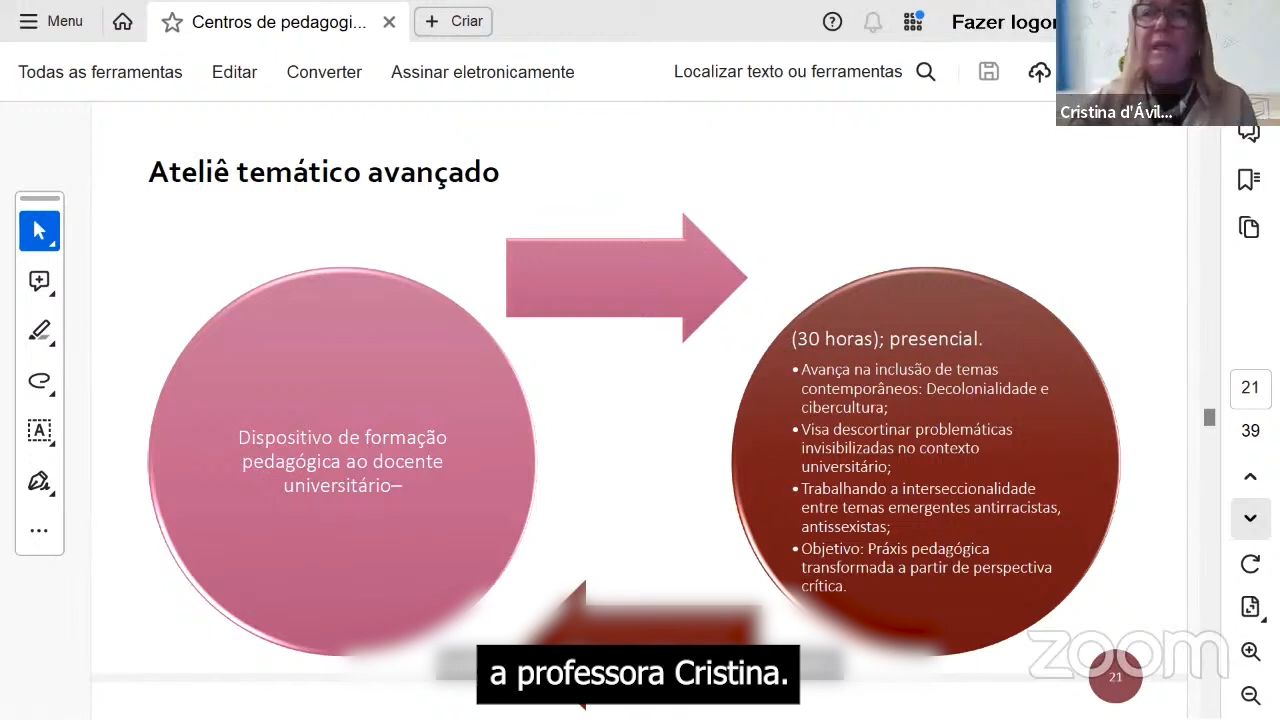 Menu
Centros de pedagogi...
Criar
Fazer logon
Todas as ferramentas
Editar
Converter
Assinar eletronicamente
Localizar texto ou ferramentas
Cristina d'Ávil...
Ateliê temático avançado
Dispositivo de formação
pedagógica ao docente
universitário–
(30 horas); presencial.
•Avança na inclusão de temas
contemporâneos: Decolonialidade e
cibercultura;
•Visa descortinar problemáticas
invisibilizadas no contexto
universitário;
•Trabalhando a interseccionalidade
entre temas emergentes antirracistas,
antissexistas;
•Objetivo: Práxis pedagógica
transformada a partir de perspectiva
crítica.
21
39
zoom
21
a professora Cristina.